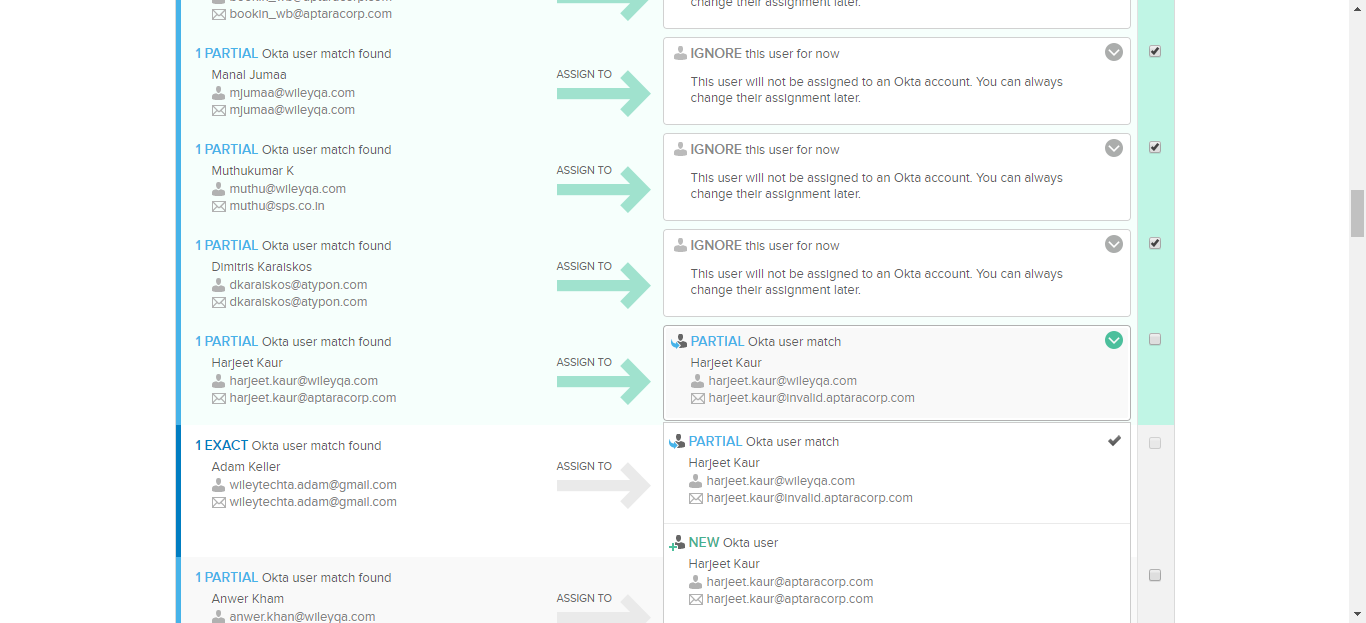 bookin_wb@aptaracorp.com
change their assignment later.
1 PARTIAL Okta user match found
Manal Jumaa
mjumaa@wileyqa.com
mjumaa@wileyqa.com
ASSIGN TO
IGNORE this user for now
This user will not be assigned to an Okta account. You can always
change their assignment later.
1 PARTIAL Okta user match found
Muthukumar K
muthu@wileyqa.com
muthu@sps.co.in
ASSIGN TO
IGNORE this user for now
This user will not be assigned to an Okta account. You can always
change their assignment later.
1 PARTIAL Okta user match found
Dimitris Karaiskos
dkaraiskos@atypon.com
dkaraiskos@atypon.com
ASSIGN TO
IGNORE this user for now
This user will not be assigned to an Okta account. You can always
change their assignment later.
1 PARTIAL Okta user match found
Harjeet Kaur
harjeet.kaur@wileyqa.com
harjeet.kaur@aptaracorp.com
ASSIGN TO
PARTIAL Okta user match
Harjeet Kaur
harjeet.kaur@wileyqa.com
harjeet.kaur@invalid.aptaracorp.com
1 EXACT Okta user match found
Adam Keller
wileytechta.adam@gmail.com
wileytechta.adam@gmail.com
ASSIGN TO
PARTIAL Okta user match
Harjeet Kaur
harjeet.kaur@wileyqa.com
harjeet.kaur@invalid.aptaracorp.com
NEW Okta user
Harjeet Kaur
harjeet.kaur@aptaracorp.com
harjeet.kaur@aptaracorp.com
1 PARTIAL Okta user match found
Anwer Kham
anwer.khan@wileyqa.com
ASSIGN TO